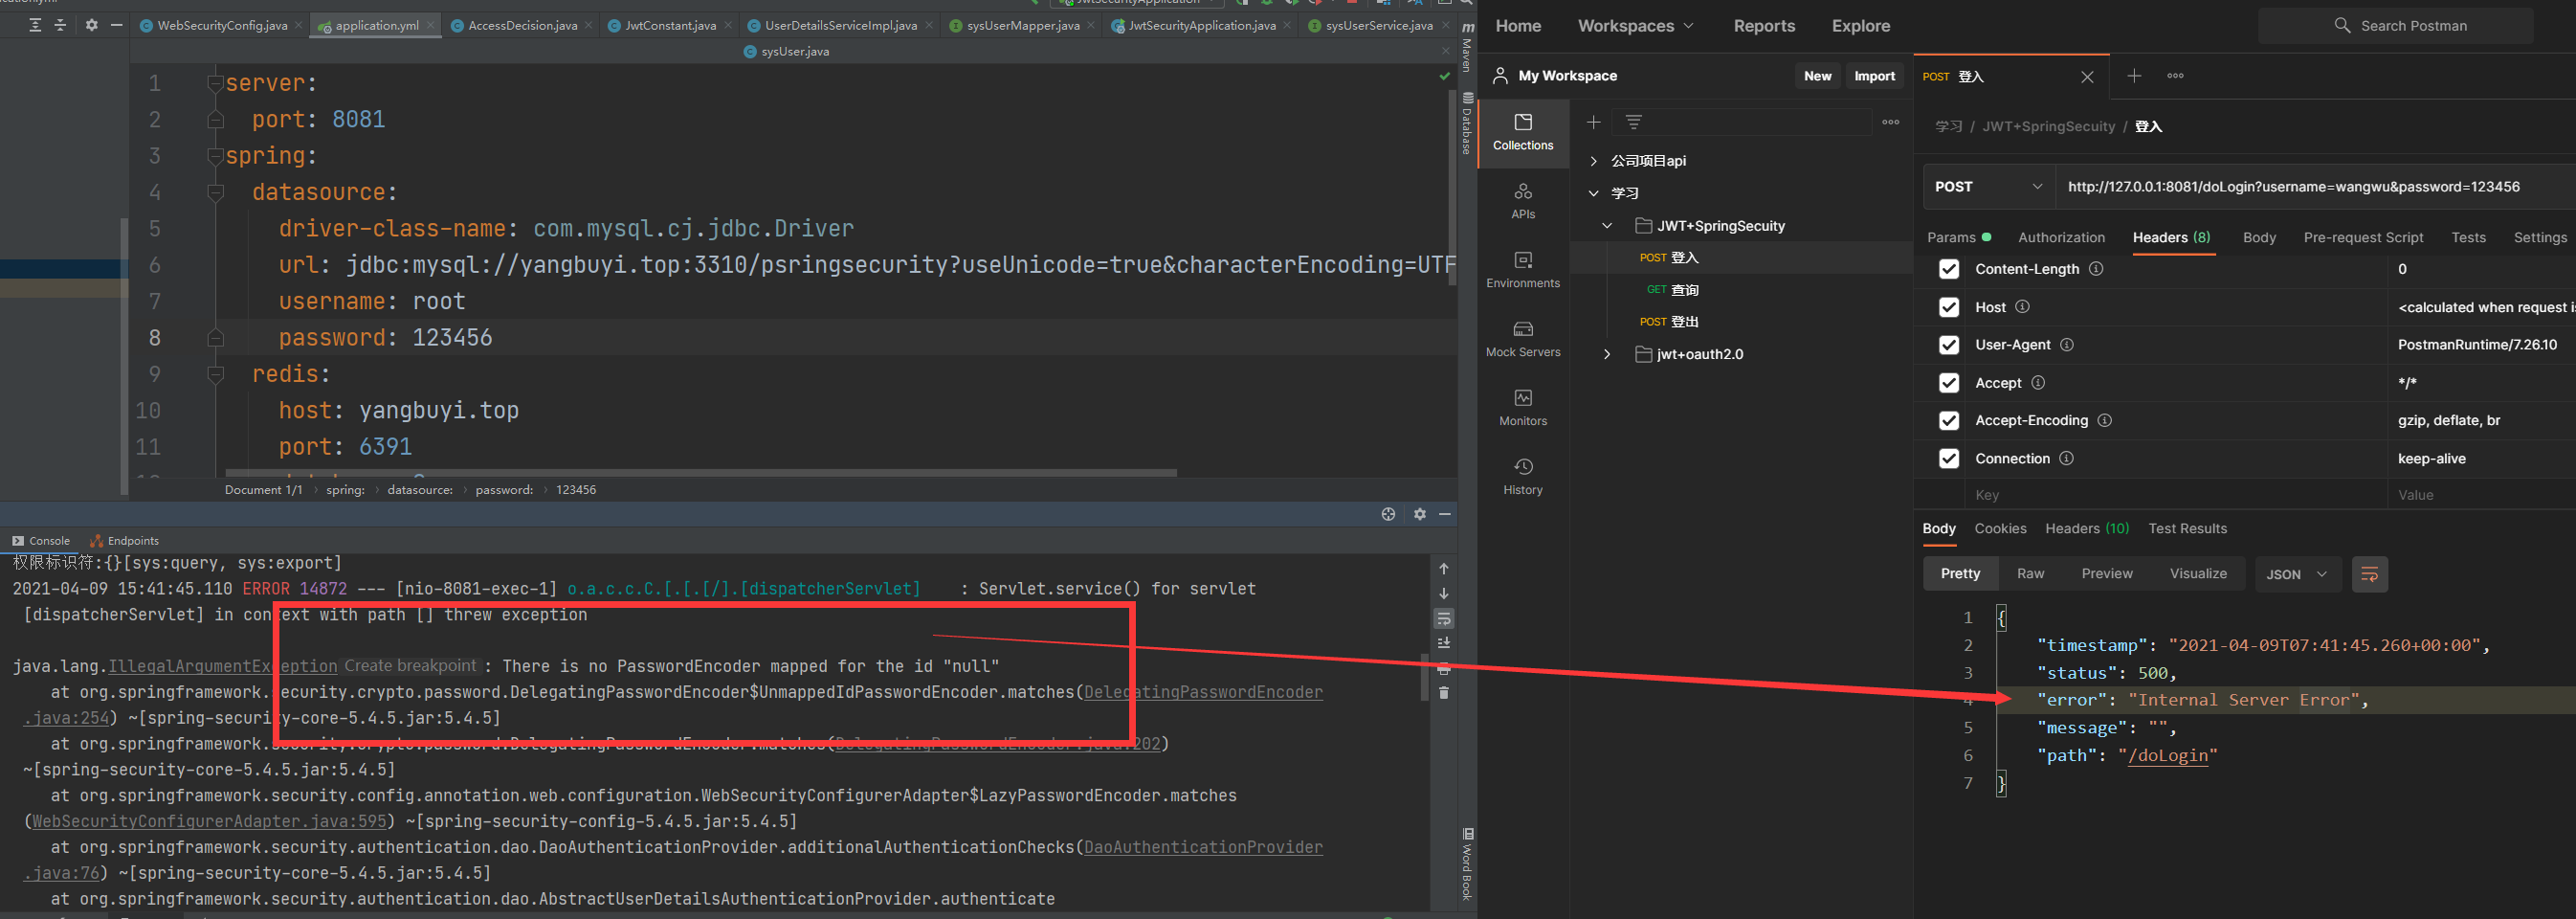 WebSecurityConfig.java
application.yml
AccessDecision.java
JwtConstant.java
UserDetailsServiceImpl.java
sysUserMapper.java
JwtSecurityApplication.java
sysUserService.java
sysUser.java
1 server:
2 port: 8081
3 spring:
4 datasource:
5 driver-class-name: com.mysql.cj.jdbc.Driver
6 url: jdbc:mysql://yangbuyi.top:3310/psringsecurity?useUnicode=true&characterEncoding=UTF
7 username: root
8 password: 123456
9 redis:
10 host: yangbuyi.top
11 port: 6391
Document 1/1 › spring: › datasource: › password: › 123456
Maven
Database
Word Book
Console
Endpoints
权限标识符:{}[sys:query, sys:export]
2021-04-09 15:41:45.110 ERROR 14872 --- [nio-8081-exec-1] o.a.c.c.C.[.[.[/].[dispatcherServlet] : Servlet.service() for servlet
[dispatcherServlet] in context with path [] threw exception
java.lang.IllegalArgumentException Create breakpoint : There is no PasswordEncoder mapped for the id "null"
at org.springframework.security.crypto.password.DelegatingPasswordEncoder$UnmappedIdPasswordEncoder.matches(DelegatingPasswordEncoder
.java:254) ~[spring-security-core-5.4.5.jar:5.4.5]
at org.springframework.security.crypto.password.DelegatingPasswordEncoder.matches(DelegatingPasswordEncoder.java:202)
~[spring-security-core-5.4.5.jar:5.4.5]
at org.springframework.security.config.annotation.web.configuration.WebSecurityConfigurerAdapter$LazyPasswordEncoder.matches
(WebSecurityConfigurerAdapter.java:595) ~[spring-security-config-5.4.5.jar:5.4.5]
at org.springframework.security.authentication.dao.DaoAuthenticationProvider.additionalAuthenticationChecks(DaoAuthenticationProvider
.java:76) ~[spring-security-core-5.4.5.jar:5.4.5]
at org.springframework.security.authentication.dao.AbstractUserDetailsAuthenticationProvider.authenticate
Home
Workspaces
Reports
Explore
Search Postman
My Workspace
New
Import
Collections
APIs
Environments
Mock Servers
Monitors
History
公司项目api
学习
JWT+SpringSecuity
POST 登入
GET 查询
POST 登出
jwt+oauth2.0
POST 登入
学习 / JWT+SpringSecuity / 登入
POST
http://127.0.0.1:8081/doLogin?username=wangwu&password=123456
Params
Authorization
Headers (8)
Body
Pre-request Script
Tests
Settings
Content-Length 0
Host <calculated when request is
User-Agent PostmanRuntime/7.26.10
Accept */*
Accept-Encoding gzip, deflate, br
Connection keep-alive
Key Value
Body
Cookies
Headers (10)
Test Results
Pretty
Raw
Preview
Visualize
JSON
1 {
2 "timestamp": "2021-04-09T07:41:45.260+00:00",
3 "status": 500,
4 "error": "Internal Server Error",
5 "message": "",
6 "path": "/doLogin"
7 }